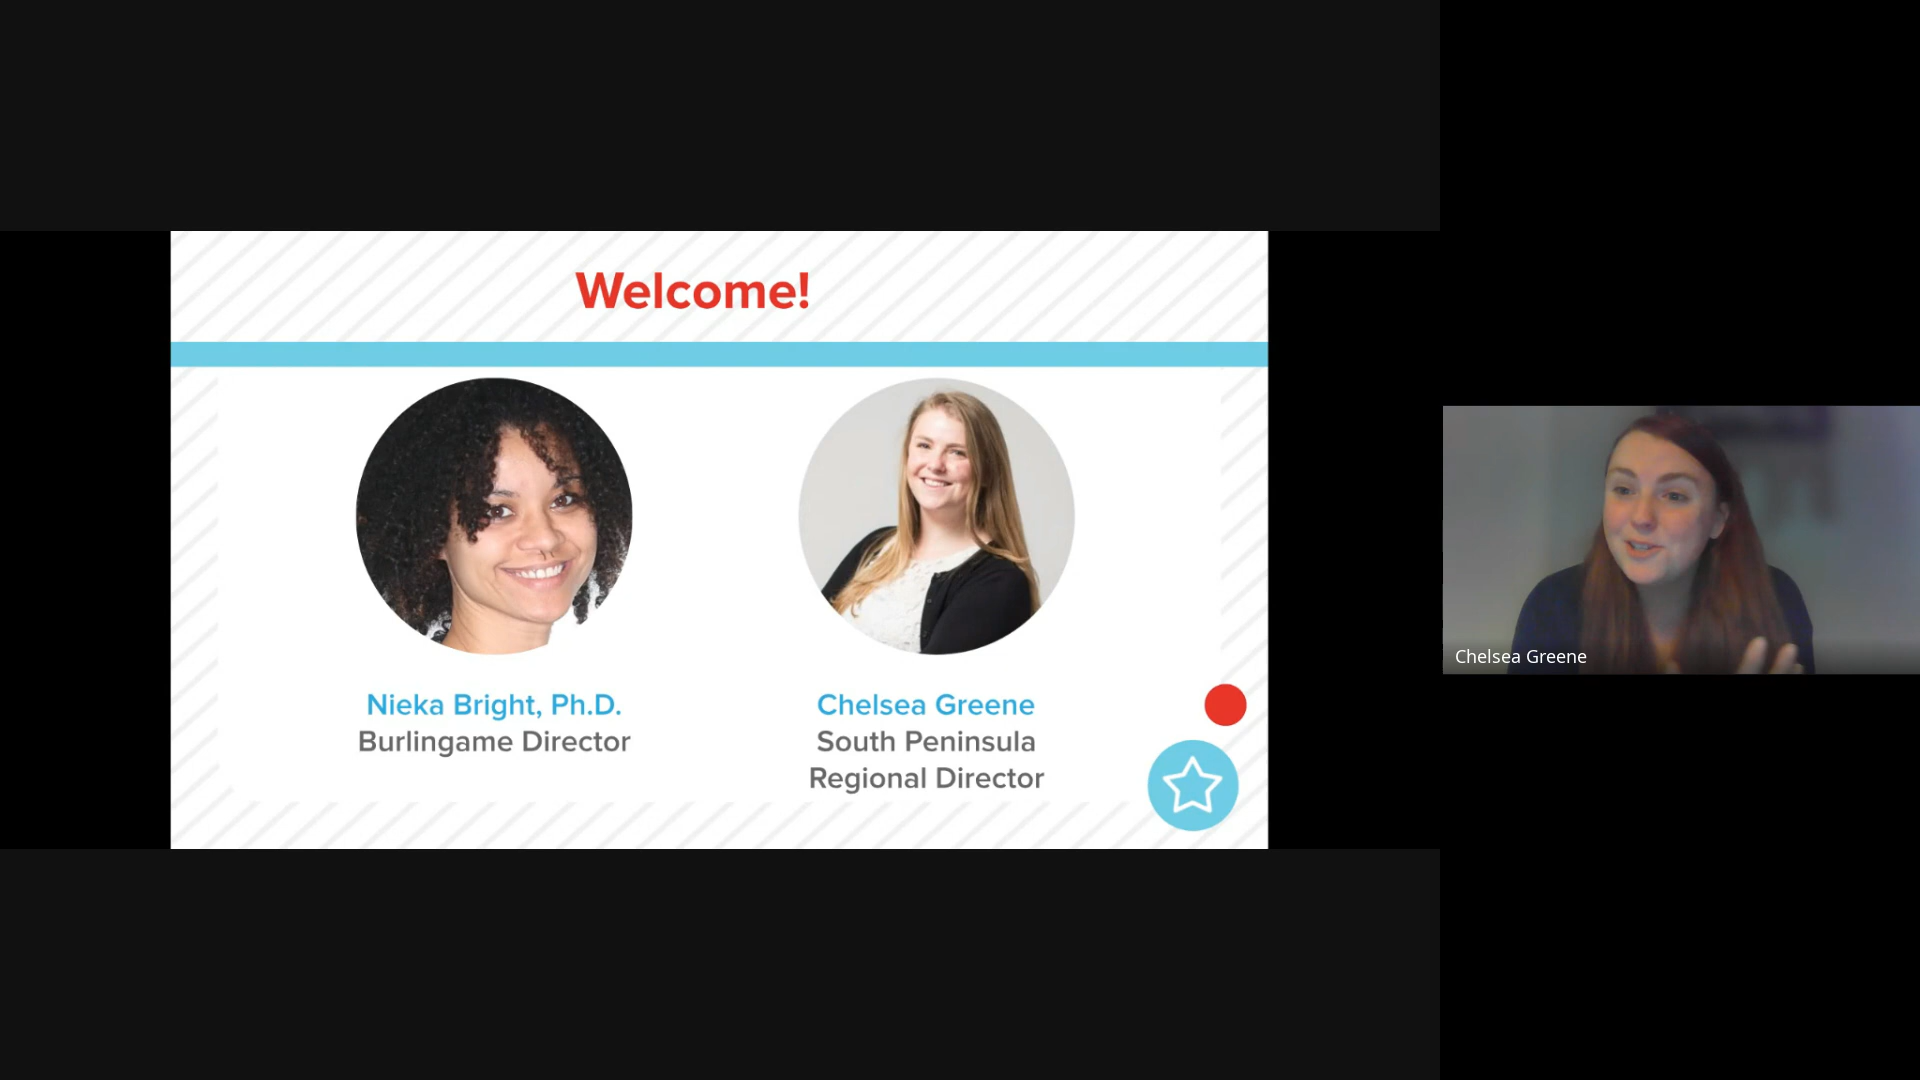 Welcome!
Nieka Bright, Ph.D.
Burlingame Director
Chelsea Greene
South Peninsula
Regional Director
Chelsea Greene